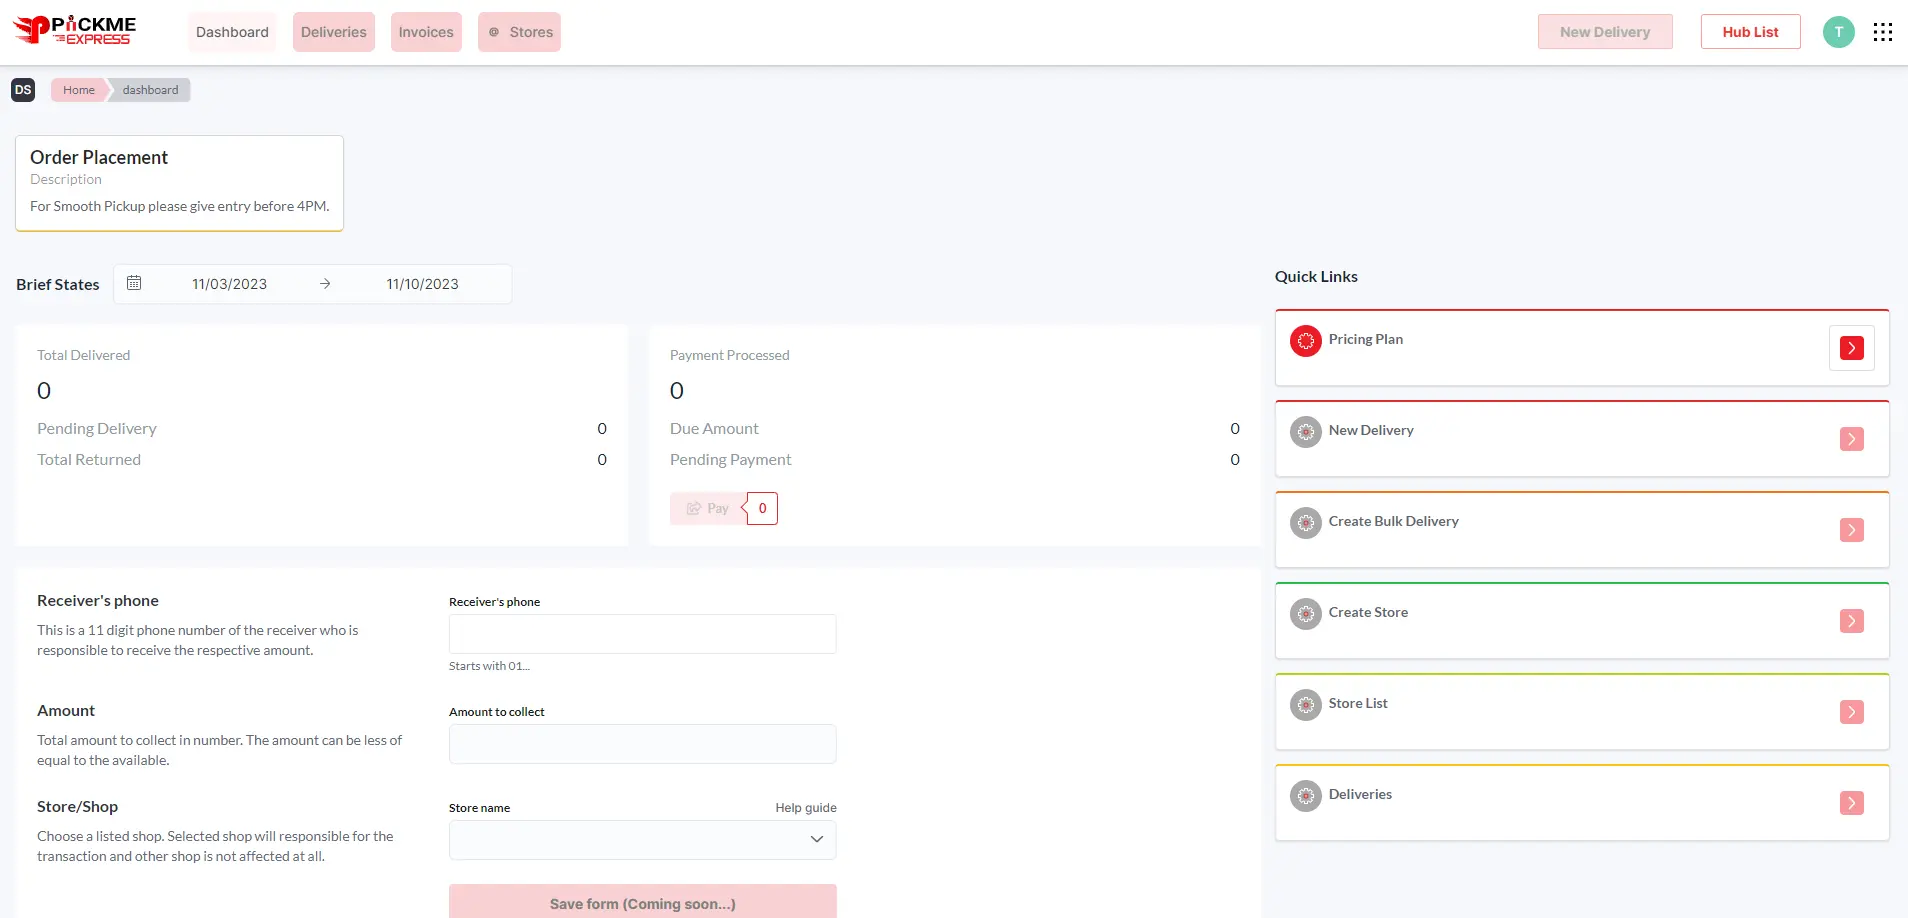 PiiCKME
EXPRESS
Dashboard
Deliveries
Invoices
Stores
New Delivery
Hub List
T
DS
Home
dashboard
Order Placement
Description
For Smooth Pickup please give entry before 4PM.
Brief States
11/03/2023
11/10/2023
Total Delivered
0
Pending Delivery 0
Total Returned 0
Payment Processed
0
Due Amount 0
Pending Payment 0
Pay 0
Receiver's phone
This is a 11 digit phone number of the receiver who is
responsible to receive the respective amount.
Receiver's phone
Starts with 01...
Amount
Total amount to collect in number. The amount can be less of
equal to the available.
Amount to collect
Store/Shop
Choose a listed shop. Selected shop will responsible for the
transaction and other shop is not affected at all.
Store name Help guide
Save form (Coming soon...)
Quick Links
Pricing Plan
New Delivery
Create Bulk Delivery
Create Store
Store List
Deliveries